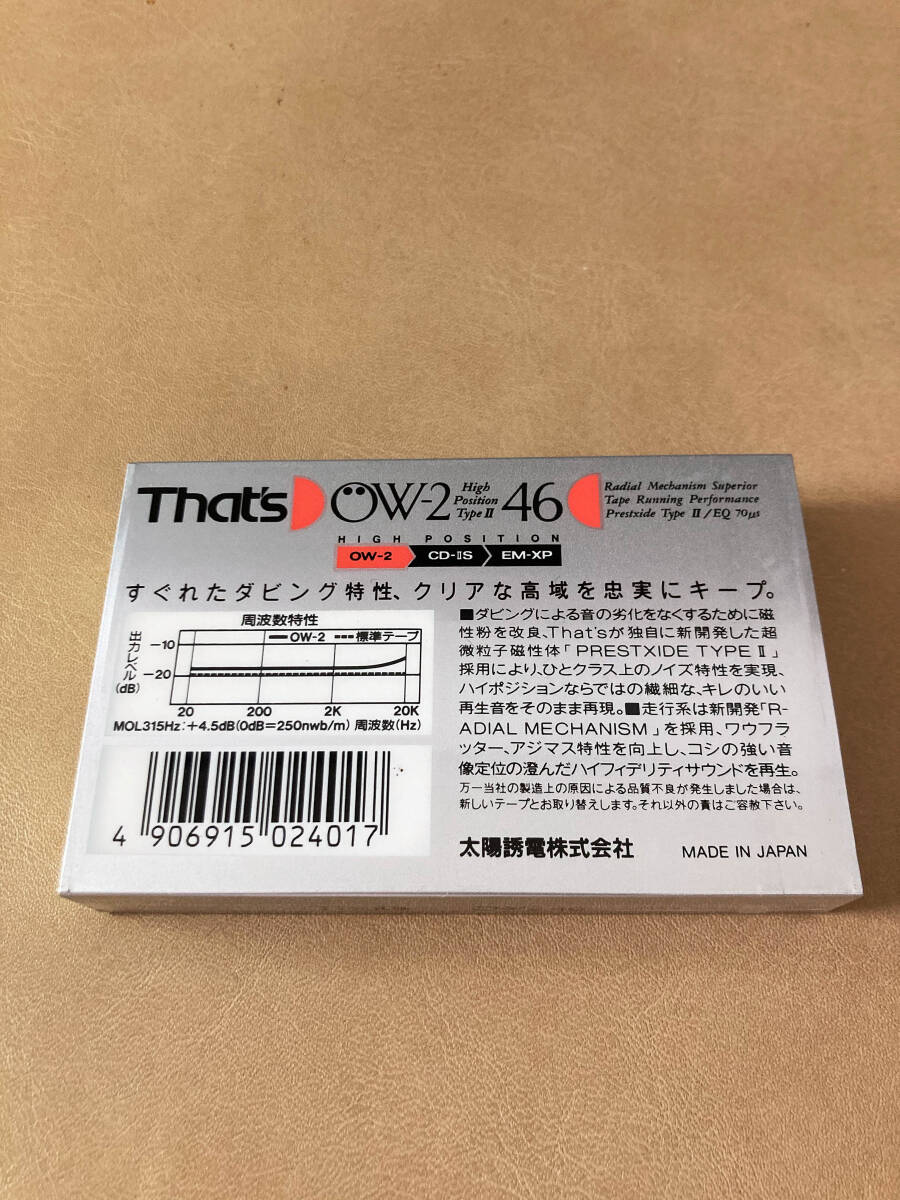 That's
ÖW-2
High
Position
Type II
46
Radial Mechanism Superior
Tape Running Performance
Prestxide Type II/EQ 70μs
HIGH POSITION
OW-2
CD-IIS
EM-XP
すぐれたダビング特性、クリアな高域を忠実にキープ。
周波数特性
OW-2
標準テープ
出力レベル
(dB)
-10
-20
20 200 2K 20K
MOL315Hz:+4.5dB(0dB=250nwb/m) 周波数(Hz)
■ダビングによる音の劣化をなくするために磁
性粉を改良、That'sが独自に新開発した超
微粒子磁性体「PRESTXIDE TYPE II」
採用により、ひとクラス上のノイズ特性を実現、
ハイポジションならではの繊細な、キレのいい
再生音をそのまま再現。■走行系は新開発「R-
ADIAL MECHANISM」を採用、ワウフラ
ッター、アジマス特性を向上し、コシの強い音
像定位の澄んだハイフィデリティサウンドを再生。
万一当社の製造上の原因による品質不良が発生しました場合は、
新しいテープとお取り替えします。それ以外の責はご容赦下さい。
4 906915 024017
太陽誘電株式会社
MADE IN JAPAN